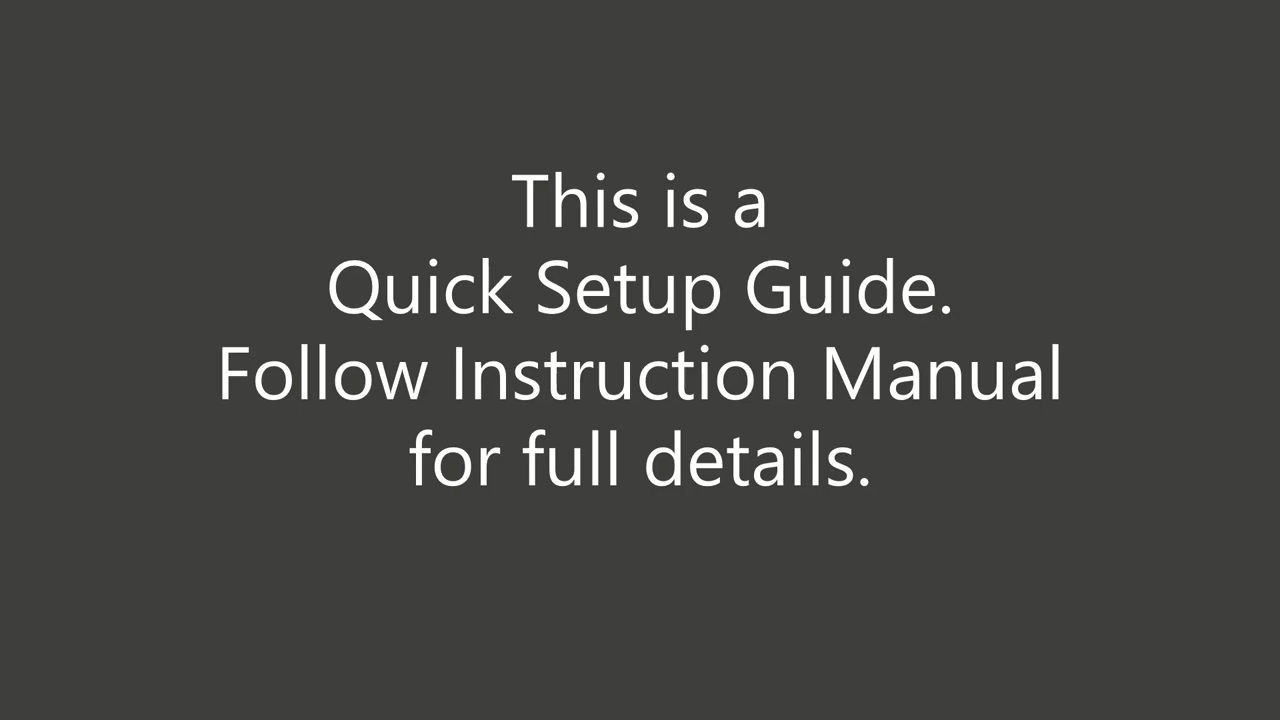 This is a
Quick Setup Guide.
Follow Instruction Manual
for full details.